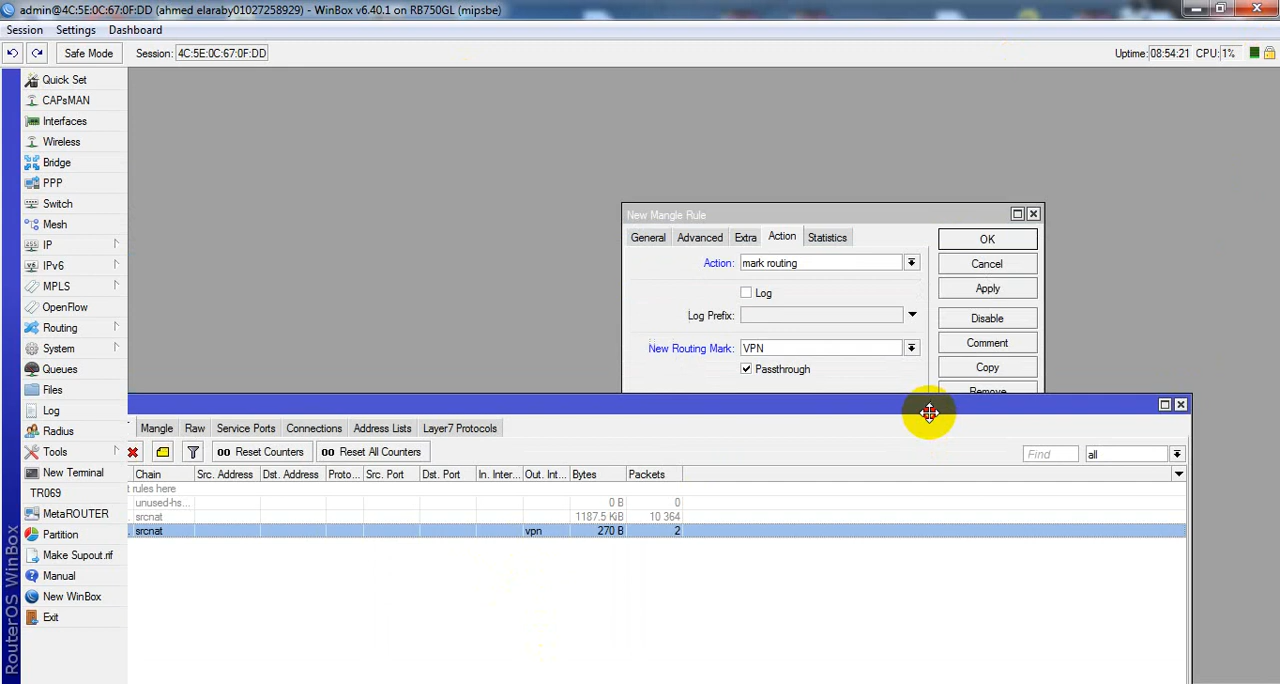 admin@4C:5E:0C:67:0F:DD (ahmed elaraby01027258929) - WinBox v6.40.1 on RB750GL (mipsbe)
Session Settings Dashboard
Safe Mode Session: 4C:5E:0C:67:0F:DD Uptime: 08:54:21 CPU: 1%
Quick Set
CAPsMAN
Interfaces
Wireless
Bridge
PPP
Switch
Mesh
IP
IPv6
MPLS
OpenFlow
Routing
System
Queues
Files
Log
Radius
Tools
New Terminal
TR069
MetaROUTER
Partition
Make Supout.rif
Manual
New WinBox
Exit
RouterOS WinBox
New Mangle Rule
General Advanced Extra Action Statistics
Action: mark routing
Log
Log Prefix:
New Routing Mark: VPN
Passthrough
OK
Cancel
Apply
Disable
Comment
Copy
Remove
Mangle Raw Service Ports Connections Address Lists Layer7 Protocols
00 Reset Counters 00 Reset All Counters Find all
Chain Src. Address Dst. Address Proto... Src. Port Dst. Port In. Inter... Out. Int... Bytes Packets
t rules here
unused-hs... 0 B 0
srcnat 1187.5 KiB 10 364
srcnat vpn 270 B 2